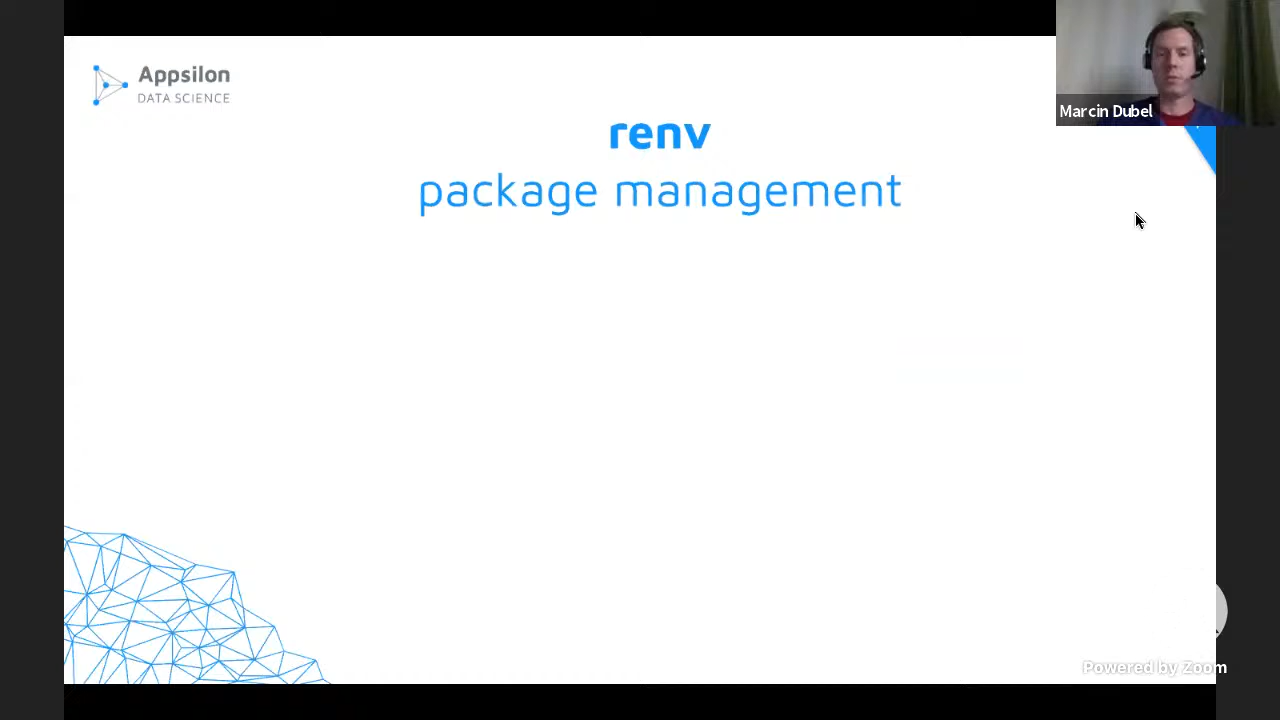 Appsilon
DATA SCIENCE
Marcin Dubel
renv
package management
Powered by Zoom